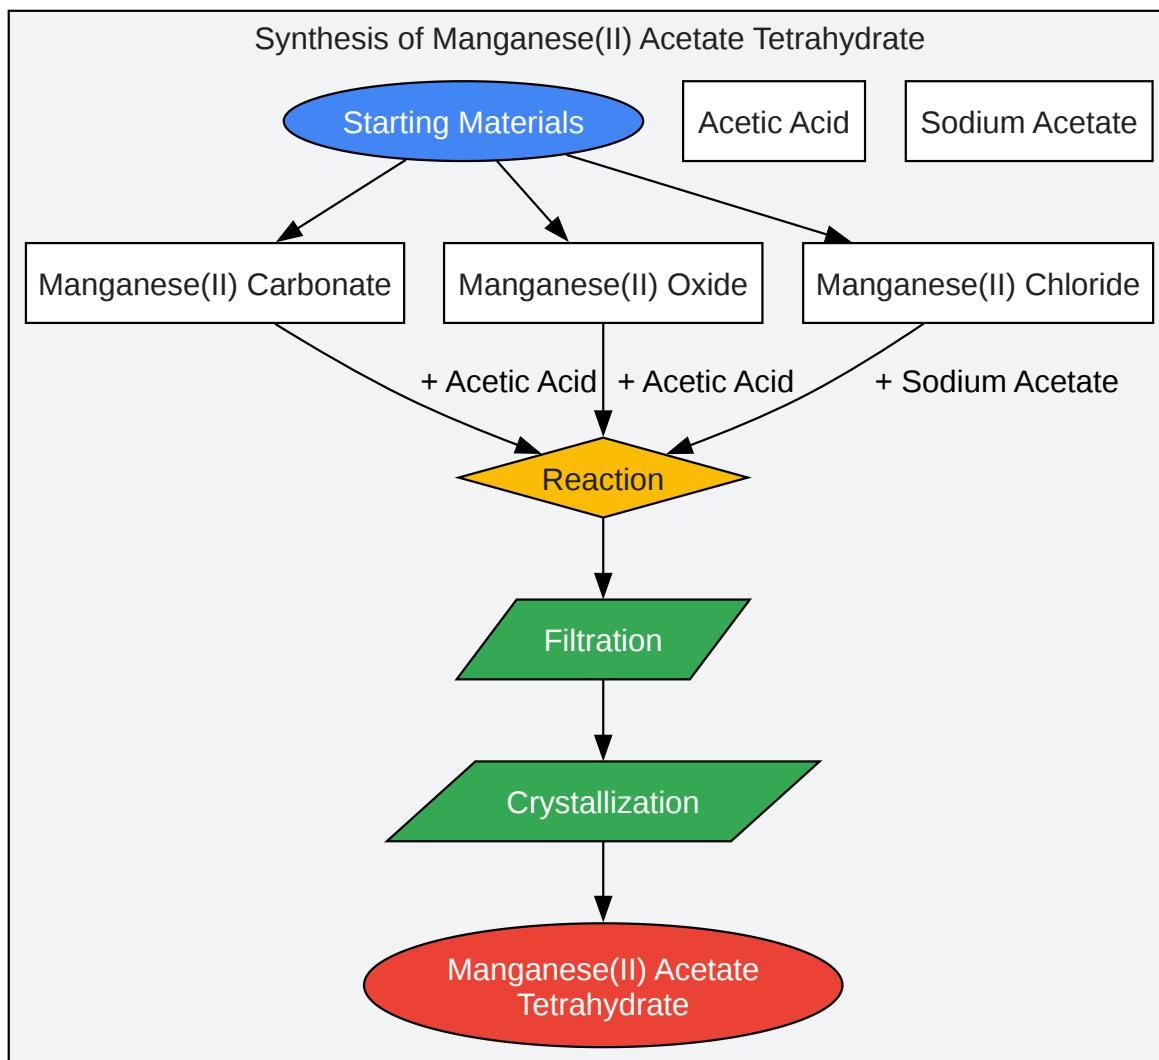 Synthesis of Manganese(II) Acetate Tetrahydrate
Starting Materials
Acetic Acid
Sodium Acetate
Manganese(II) Carbonate
Manganese(II) Oxide
Manganese(II) Chloride
+ Acetic Acid
+ Acetic Acid
+ Sodium Acetate
Reaction
Filtration
Crystallization
Manganese(II) Acetate
Tetrahydrate